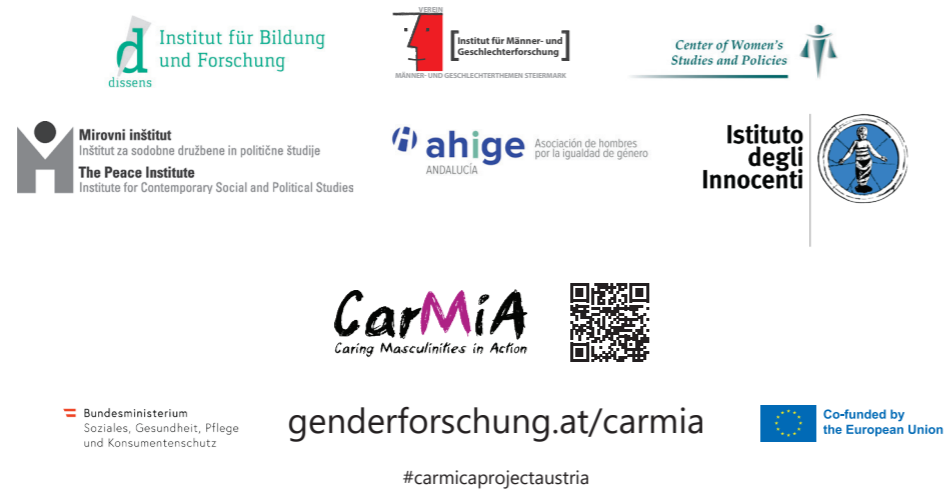 dissens
Institut für Bildung
und Forschung
VEREIN
Institut für Männer- und
Geschlechterforschung
MÄNNER- UND GESCHLECHTERTHEMEN STEIERMARK
Center of Women's
Studies and Policies
Mirovni inštitut
Inštitut za sodobne družbene in politične študije
The Peace Institute
Institute for Contemporary Social and Political Studies
ahige
ANDALUCÍA
Asociación de hombres
por la igualdad de género
Istituto
degli
Innocenti
CarMiA
Caring Masculinities in Action
Bundesministerium
Soziales, Gesundheit, Pflege
und Konsumentenschutz
genderforschung.at/carmia
Co-funded by
the European Union
#carmicaprojectaustria